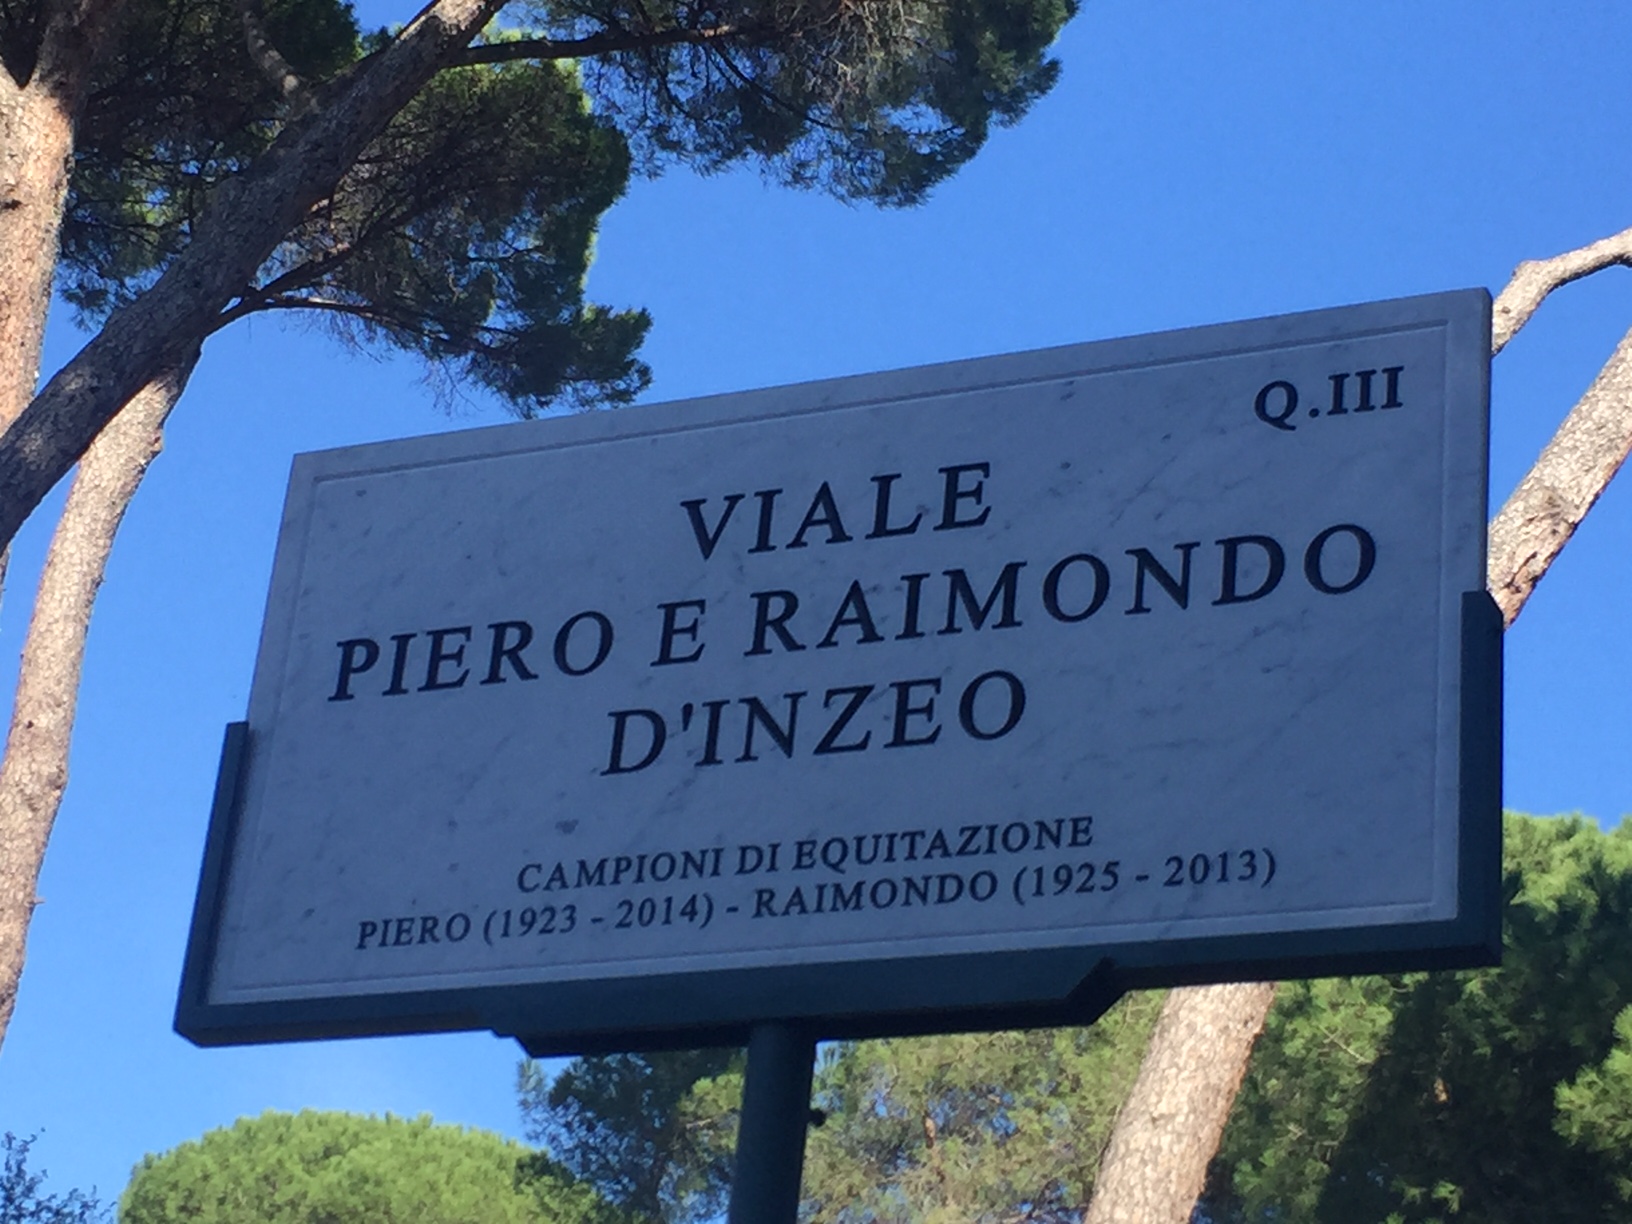 Q.III
VIALE
PIERO E RAIMONDO
D'INZEO
CAMPIONI DI EQUITAZIONE
PIERO (1923 - 2014) - RAIMONDO (1925 - 2013)